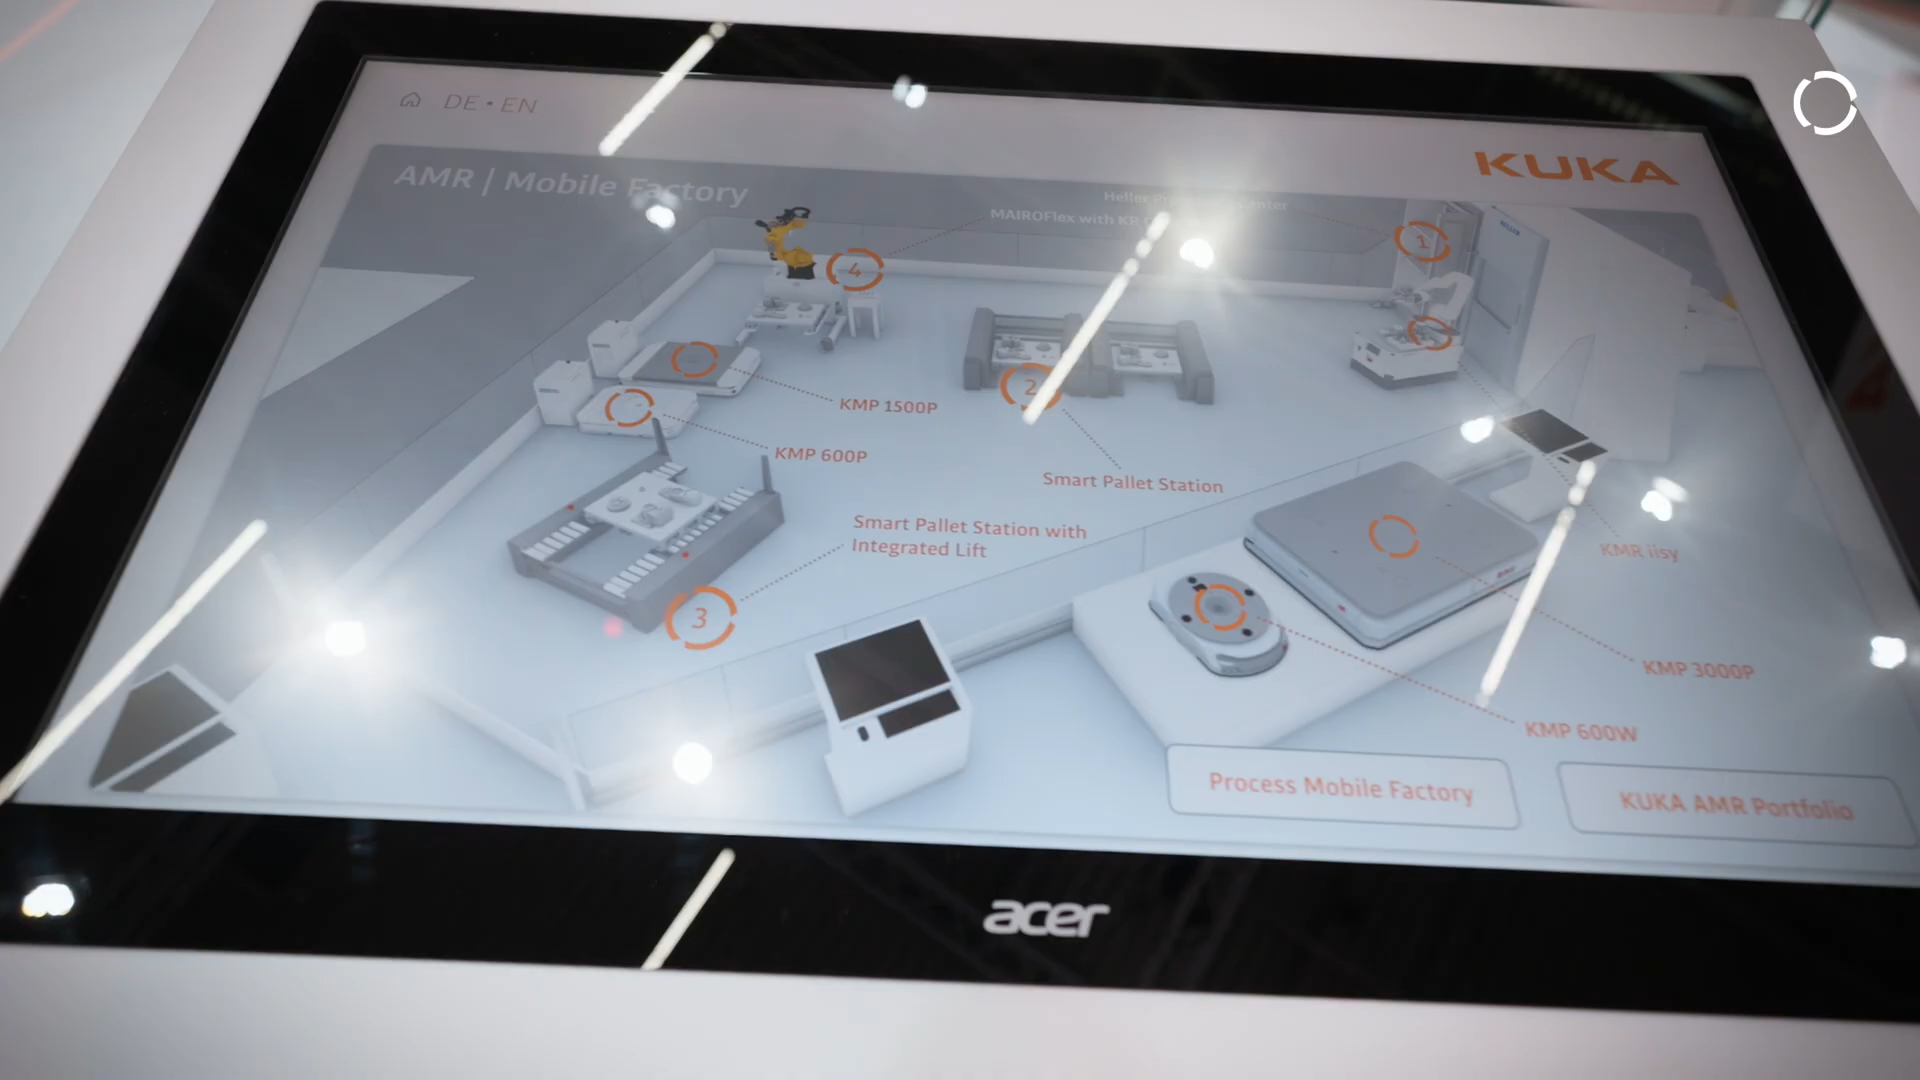 DE • EN
KUKA
AMR | Mobile Factory
Heller Center
MAIROFlex with KR
1
4
2
KMP 1500P
KMP 600P
Smart Pallet Station
Smart Pallet Station with
Integrated Lift
KMR iisy
3
KMP 3000P
KMP 600W
Process Mobile Factory
KUKA AMR Portfolio
acer